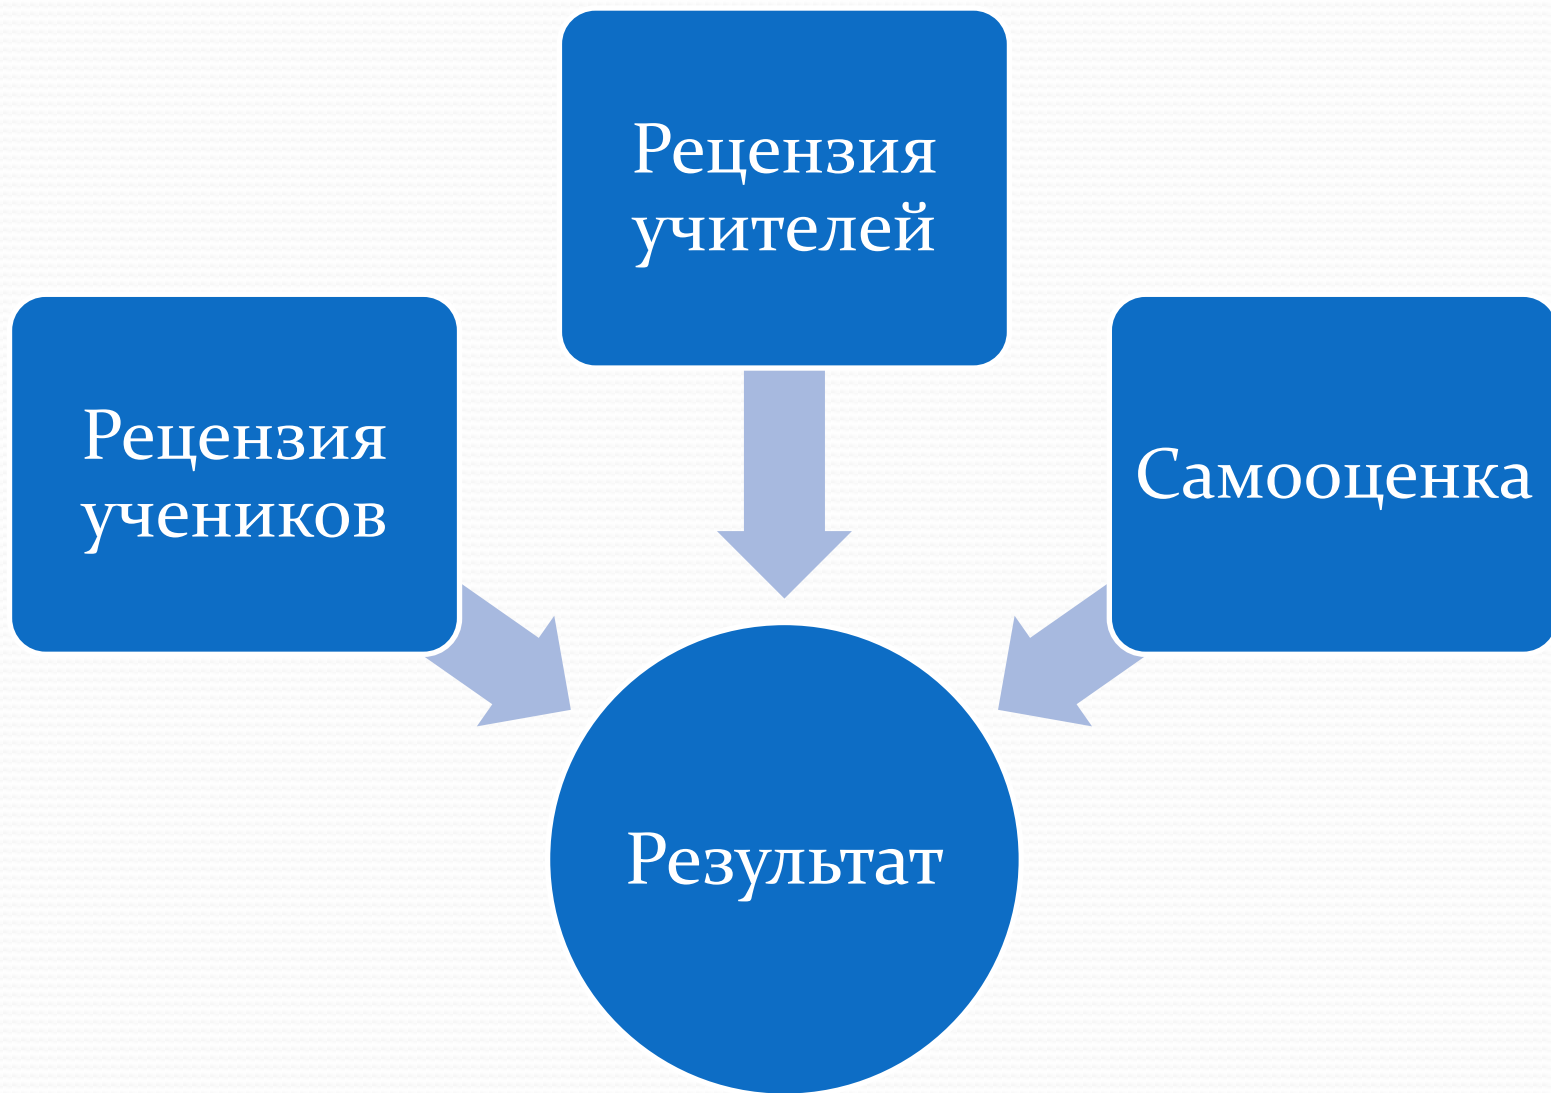 Рецензия
учителей
Рецензия
учеников
Самооценка
Результат